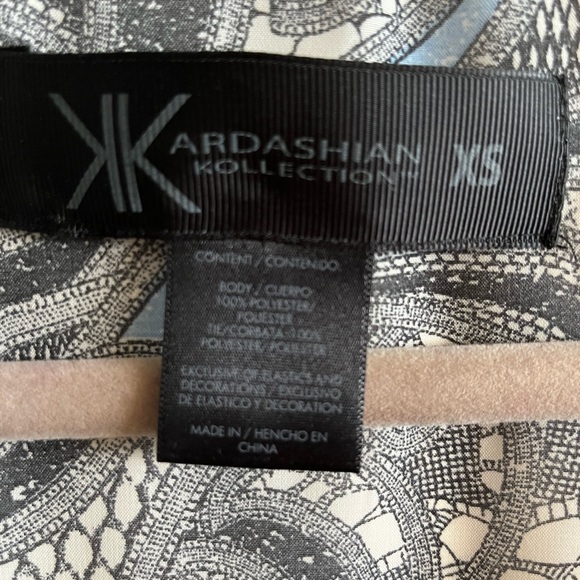 KARDASHIAN
KOLLECTION™ XS
CONTENT / CONTENIDO:
BODY / CUERPO
100% POLYESTER/
POLIESTER
TIE/CORBATA :100%
POLYESTER/POLIESTER
EXCLUSIVE OF ELASTICS AND
DECORATIONS / EXCLUSIVO
DE ELASTICO Y DECORATION
MADE IN / HENCHO EN
CHINA